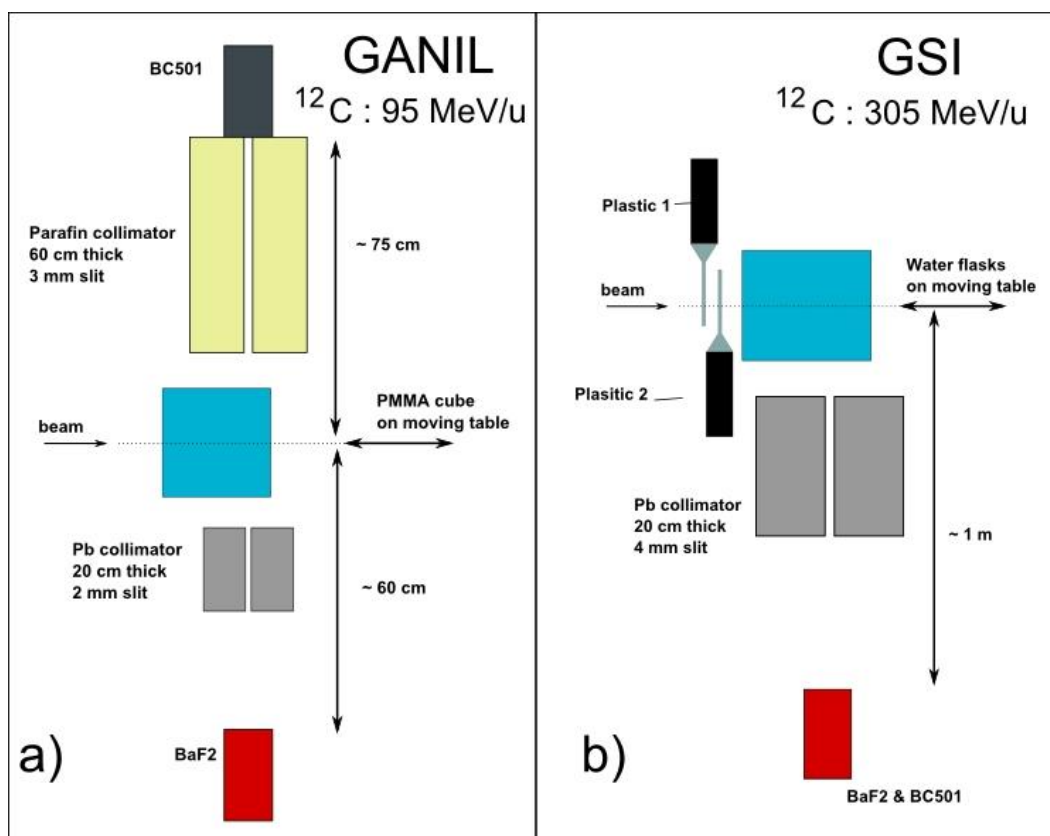 GANIL
¹²C : 95 MeV/u
BC501
Parafin collimator
60 cm thick
3 mm slit
~ 75 cm
beam
PMMA cube
on moving table
Pb collimator
20 cm thick
2 mm slit
~ 60 cm
BaF2
a)
GSI
¹²C : 305 MeV/u
Plastic 1
beam
Water flasks
on moving table
Plasitic 2
Pb collimator
20 cm thick
4 mm slit
~ 1 m
b)
BaF2 & BC501